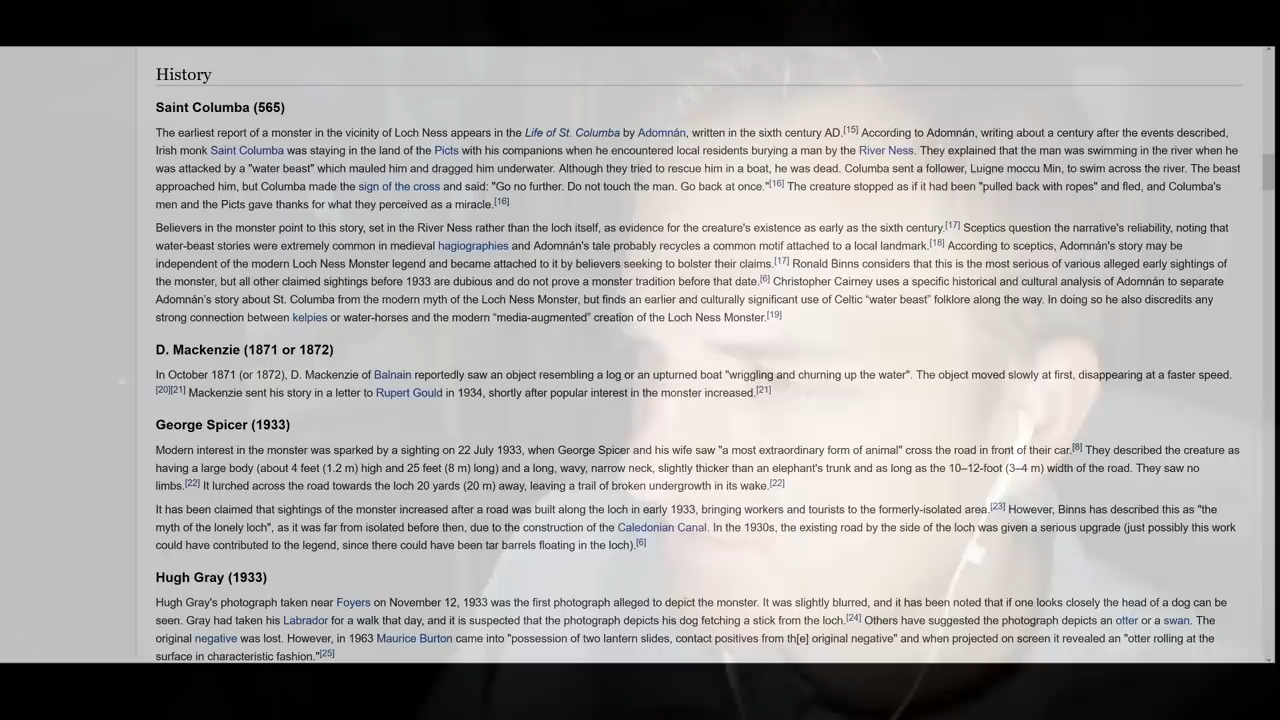 History
Saint Columba (565)
The earliest report of a monster in the vicinity of Loch Ness appears in the Life of St. Columba by Adomnán, written in the sixth century AD.[15] According to Adomnán, writing about a century after the events described,
Irish monk Saint Columba was staying in the land of the Picts with his companions when he encountered local residents burying a man by the River Ness. They explained that the man was swimming in the river when he
was attacked by a "water beast" which mauled him and dragged him underwater. Although they tried to rescue him in a boat, he was dead. Columba sent a follower, Luigne moccu Min, to swim across the river. The beast
approached him, but Columba made the sign of the cross and said: "Go no further. Do not touch the man. Go back at once."[16] The creature stopped as if it had been "pulled back with ropes" and fled, and Columba's
men and the Picts gave thanks for what they perceived as a miracle.[16]
Believers in the monster point to this story, set in the River Ness rather than the loch itself, as evidence for the creature's existence as early as the sixth century.[17] Sceptics question the narrative's reliability, noting that
water-beast stories were extremely common in medieval hagiographies and Adomnán's tale probably recycles a common motif attached to a local landmark.[18] According to sceptics, Adomnán's story may be
independent of the modern Loch Ness Monster legend and became attached to it by believers seeking to bolster their claims.[17] Ronald Binns considers that this is the most serious of various alleged early sightings of
the monster, but all other claimed sightings before 1933 are dubious and do not prove a monster tradition before that date.[6] Christopher Cairney uses a specific historical and cultural analysis of Adomnán to separate
Adomnán’s story about St. Columba from the modern myth of the Loch Ness Monster, but finds an earlier and culturally significant use of Celtic “water beast” folklore along the way. In doing so he also discredits any
strong connection between kelpies or water-horses and the modern “media-augmented” creation of the Loch Ness Monster.[19]
D. Mackenzie (1871 or 1872)
In October 1871 (or 1872), D. Mackenzie of Balnain reportedly saw an object resembling a log or an upturned boat "wriggling and churning up the water". The object moved slowly at first, disappearing at a faster speed.
[20][21] Mackenzie sent his story in a letter to Rupert Gould in 1934, shortly after popular interest in the monster increased.[21]
George Spicer (1933)
Modern interest in the monster was sparked by a sighting on 22 July 1933, when George Spicer and his wife saw "a most extraordinary form of animal" cross the road in front of their car.[8] They described the creature as
having a large body (about 4 feet (1.2 m) high and 25 feet (8 m) long) and a long, wavy, narrow neck, slightly thicker than an elephant's trunk and as long as the 10–12-foot (3–4 m) width of the road. They saw no
limbs.[22] It lurched across the road towards the loch 20 yards (20 m) away, leaving a trail of broken undergrowth in its wake.[22]
It has been claimed that sightings of the monster increased after a road was built along the loch in early 1933, bringing workers and tourists to the formerly-isolated area.[23] However, Binns has described this as "the
myth of the lonely loch", as it was far from isolated before then, due to the construction of the Caledonian Canal. In the 1930s, the existing road by the side of the loch was given a serious upgrade (just possibly this work
could have contributed to the legend, since there could have been tar barrels floating in the loch).[6]
Hugh Gray (1933)
Hugh Gray's photograph taken near Foyers on November 12, 1933 was the first photograph alleged to depict the monster. It was slightly blurred, and it has been noted that if one looks closely the head of a dog can be
seen. Gray had taken his Labrador for a walk that day, and it is suspected that the photograph depicts his dog fetching a stick from the loch.[24] Others have suggested the photograph depicts an otter or a swan. The
original negative was lost. However, in 1963 Maurice Burton came into "possession of two lantern slides, contact positives from th[e] original negative" and when projected on screen it revealed an "otter rolling at the
surface in characteristic fashion."[25]